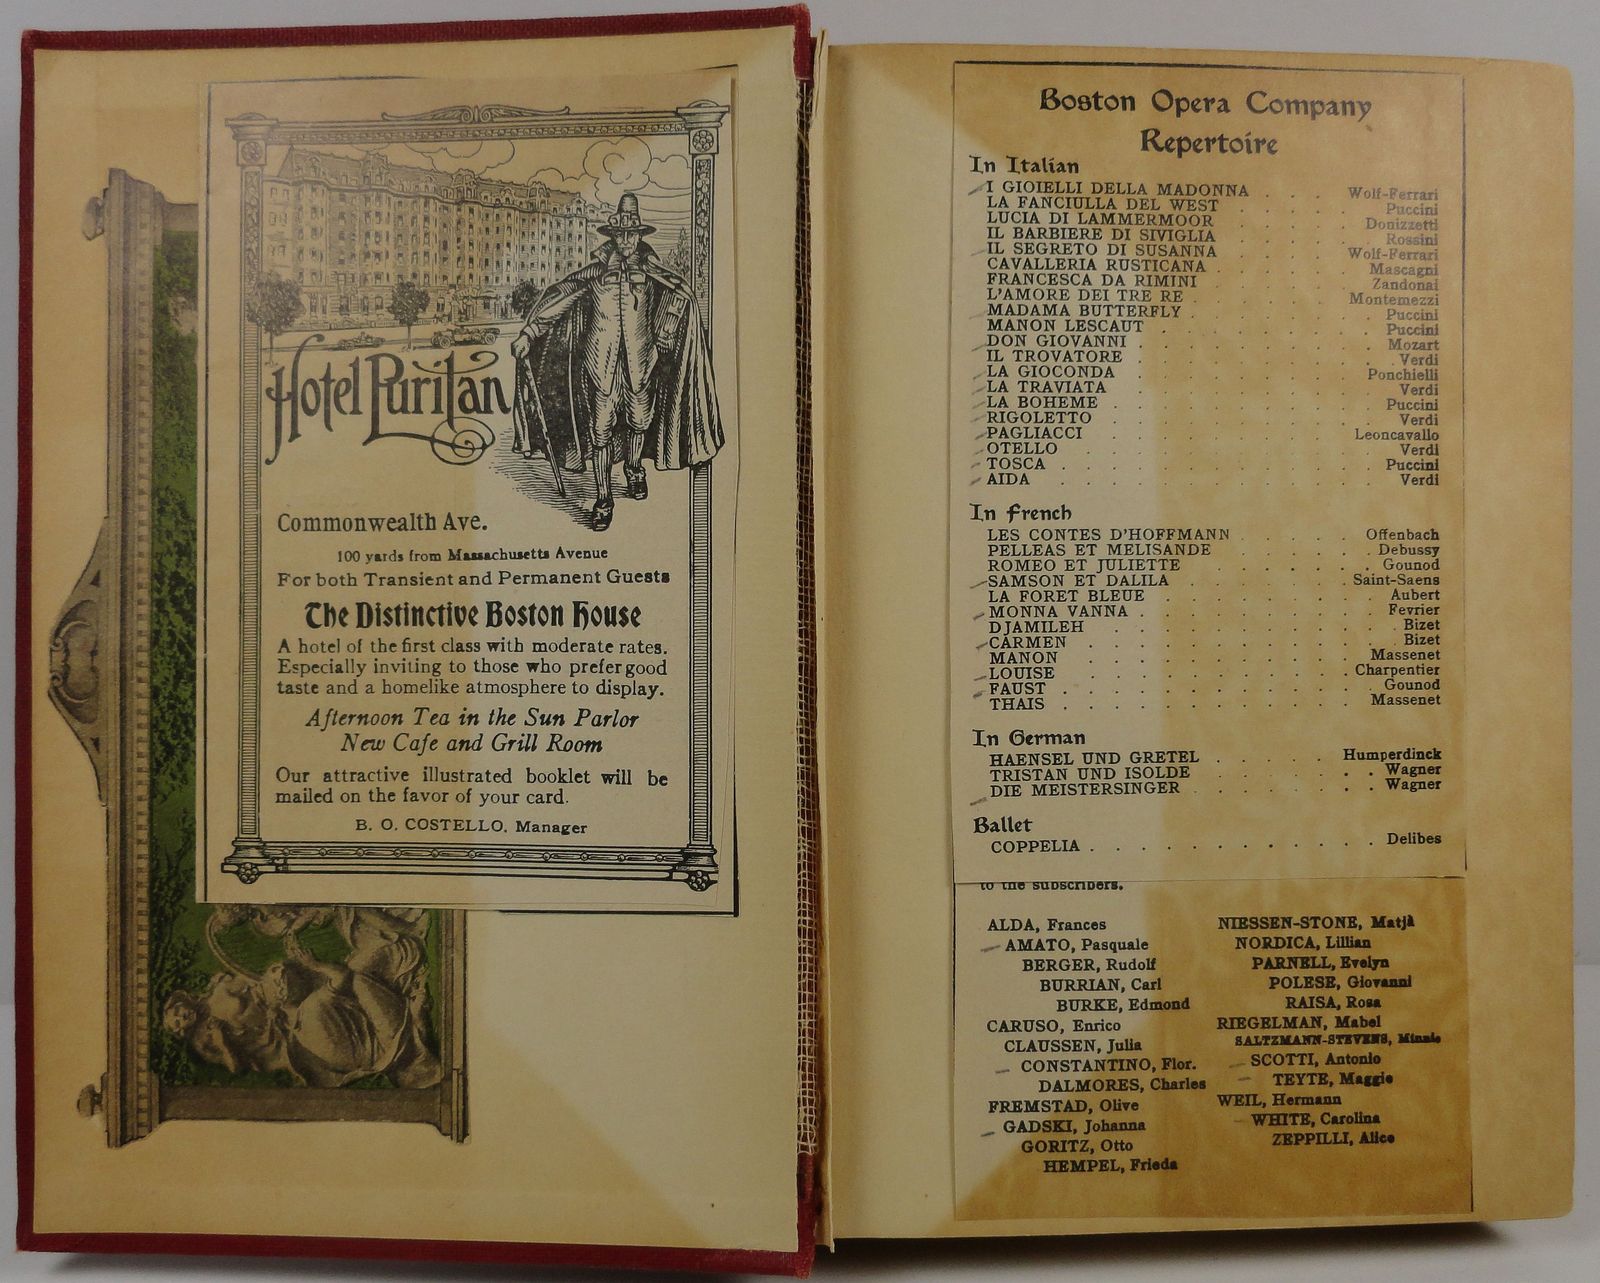 Hotel Puritan
Commonwealth Ave.
100 yards from Massachusetts Avenue
For both Transient and Permanent Guests
The Distinctive Boston House
A hotel of the first class with moderate rates.
Especially inviting to those who prefer good
taste and a homelike atmosphere to display.
Afternoon Tea in the Sun Parlor
New Cafe and Grill Room
Our attractive illustrated booklet will be
mailed on the favor of your card.
B. O. COSTELLO, Manager
Boston Opera Company
Repertoire
In Italian
I GIOIELLI DELLA MADONNA . . . . Wolf-Ferrari
LA FANCIULLA DEL WEST . . . . Puccini
LUCIA DI LAMMERMOOR . . . . Donizzetti
IL BARBIERE DI SIVIGLIA . . . . Rossini
IL SEGRETO DI SUSANNA . . . . Wolf-Ferrari
CAVALLERIA RUSTICANA . . . . Mascagni
FRANCESCA DA RIMINI . . . . Zandonai
L'AMORE DEI TRE RE . . . . Montemezzi
MADAMA BUTTERFLY . . . . Puccini
MANON LESCAUT . . . . Puccini
DON GIOVANNI . . . . Mozart
IL TROVATORE . . . . Verdi
LA GIOCONDA . . . . Ponchielli
LA TRAVIATA . . . . Verdi
LA BOHEME . . . . Puccini
RIGOLETTO . . . . Verdi
PAGLIACCI . . . . Leoncavallo
OTELLO . . . . Verdi
TOSCA . . . . Puccini
AIDA . . . . Verdi
In French
LES CONTES D'HOFFMANN . . . . Offenbach
PELLEAS ET MELISANDE . . . . Debussy
ROMEO ET JULIETTE . . . . Gounod
SAMSON ET DALILA . . . . Saint-Saens
LA FORET BLEUE . . . . Aubert
MONNA VANNA . . . . Fevrier
DJAMILEH . . . . Bizet
CARMEN . . . . Bizet
MANON . . . . Massenet
LOUISE . . . . Charpentier
FAUST . . . . Gounod
THAIS . . . . Massenet
In German
HAENSEL UND GRETEL . . . . Humperdinck
TRISTAN UND ISOLDE . . . . Wagner
DIE MEISTERSINGER . . . . Wagner
Ballet
COPPELIA . . . . Delibes
to the subscribers.
ALDA, Frances
AMATO, Pasquale
BERGER, Rudolf
BURRIAN, Carl
BURKE, Edmond
CARUSO, Enrico
CLAUSSEN, Julia
CONSTANTINO, Flor.
DALMORES, Charles
FREMSTAD, Olive
GADSKI, Johanna
GORITZ, Otto
HEMPEL, Frieda
NIESSEN-STONE, Matja
NORDICA, Lillian
PARNELL, Evelyn
POLESE, Giovanni
RAISA, Rosa
RIEGELMAN, Mabel
SALTZMANN-STEVENS, Minnie
SCOTTI, Antonio
TEYTE, Maggie
WEIL, Hermann
WHITE, Carolina
ZEPPILLI, Alice